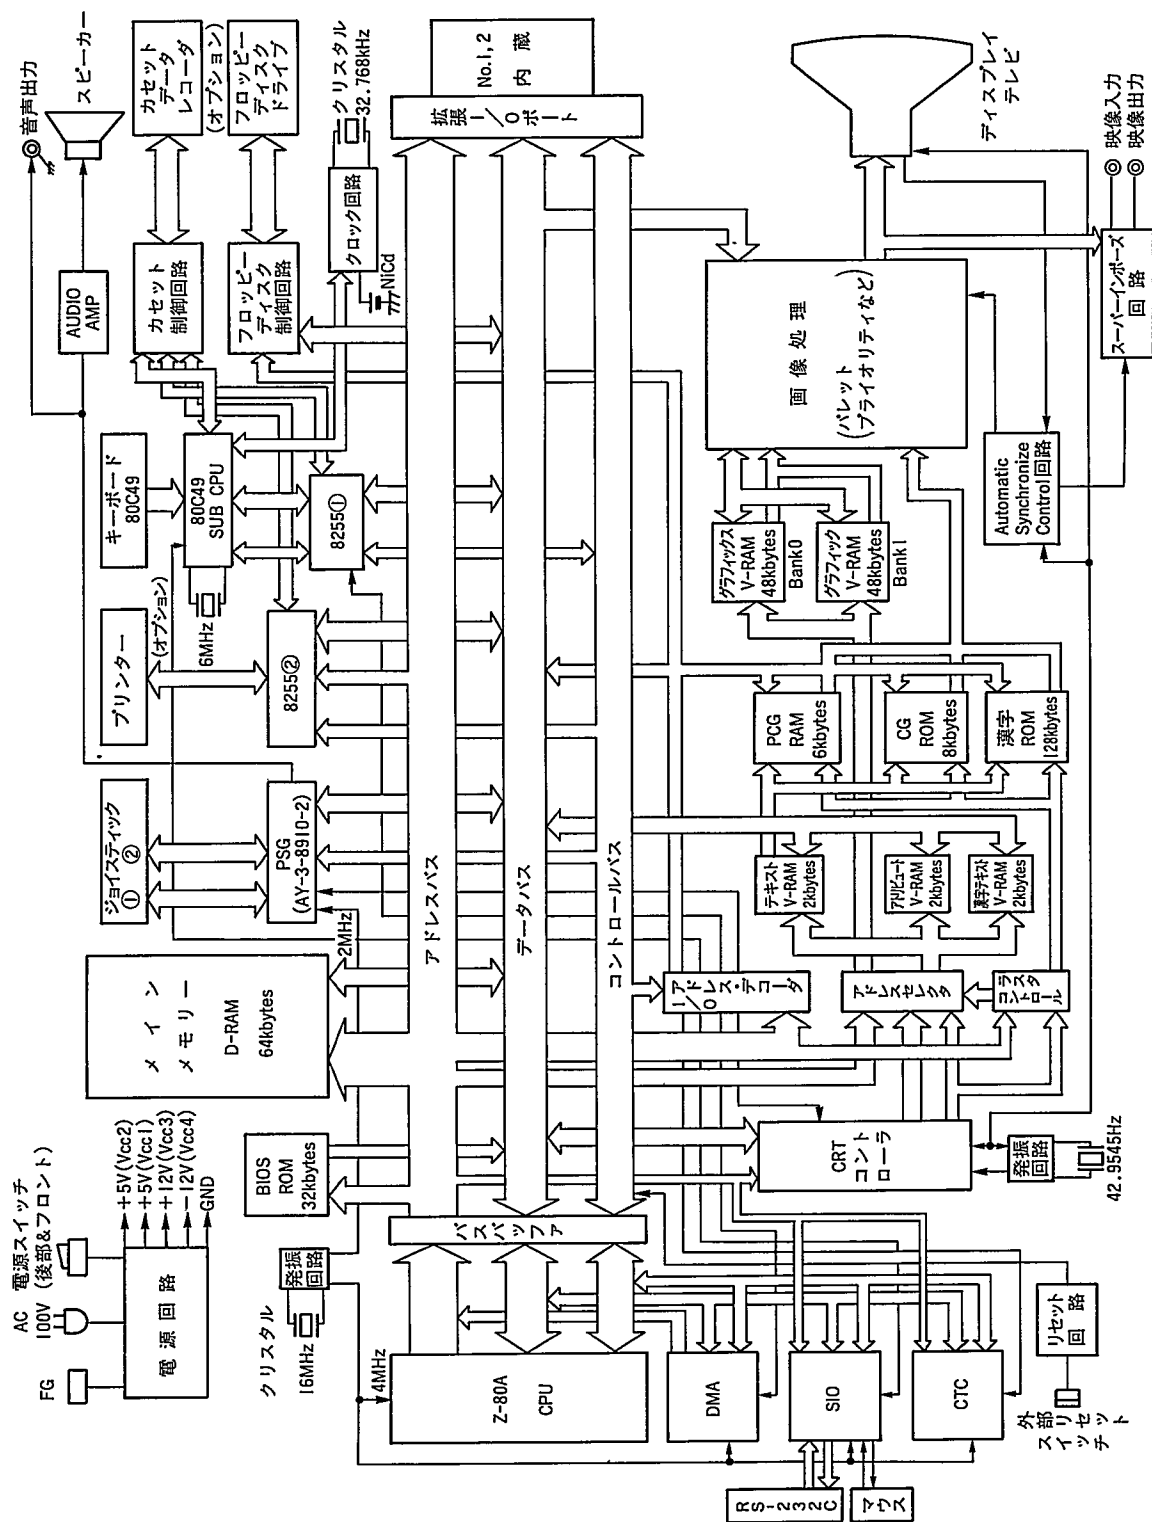 FG
AC
100V
電源スイッチ
(後部&フロント)
電源回路
+5V(Vcc2)
+5V(Vcc1)
+12V(Vcc3)
−12V(Vcc4)
GND
メイン
メモリー
D-RAM
64kbytes
ジョイスティック
① ②
プリンター
(オプション)
キーボード
80C49
80C49
SUB CPU
6MHz
AUDIO
AMP
音声出力
スピーカー
カセット
制御回路
カセット
データ
レコーダ
(オプション)
フロッピー
ディスク
制御回路
フロッピー
ディスク
ドライブ
クリスタル
32.768kHz
クロック回路
NiCd
8255①
8255②
PSG
(AY-3-8910-2)
2MHz
BIOS
ROM
32kbytes
クリスタル
16MHz
発振
回路
4MHz
Z-80A
CPU
バスバッファ
アドレスバス
データバス
コントロールバス
拡張I/Oポート
No.1,2
内蔵
DMA
SIO
CTC
RS-232C
マウス
外部リセット
スイッチ
リセット
回路
CRT
コント
ローラ
発振
回路
42.9545Hz
I/O
アドレス・デコーダ
アドレスセレクタ
ラスタ
コントロール
テキスト
V-RAM
2kbytes
アトリビュート
V-RAM
2kbytes
漢字テキスト
V-RAM
2kbytes
PCG
RAM
6kbytes
CG
ROM
8kbytes
漢字
ROM
128kbytes
グラフィックス
V-RAM
48kbytes
Bank0
グラフィック
V-RAM
48kbytes
Bank1
画像処理
(パレット
プライオリティなど)
Automatic
Synchronize
Control回路
スーパーインポーズ
回路
ディスプレイ
テレビ
映像入力
映像出力